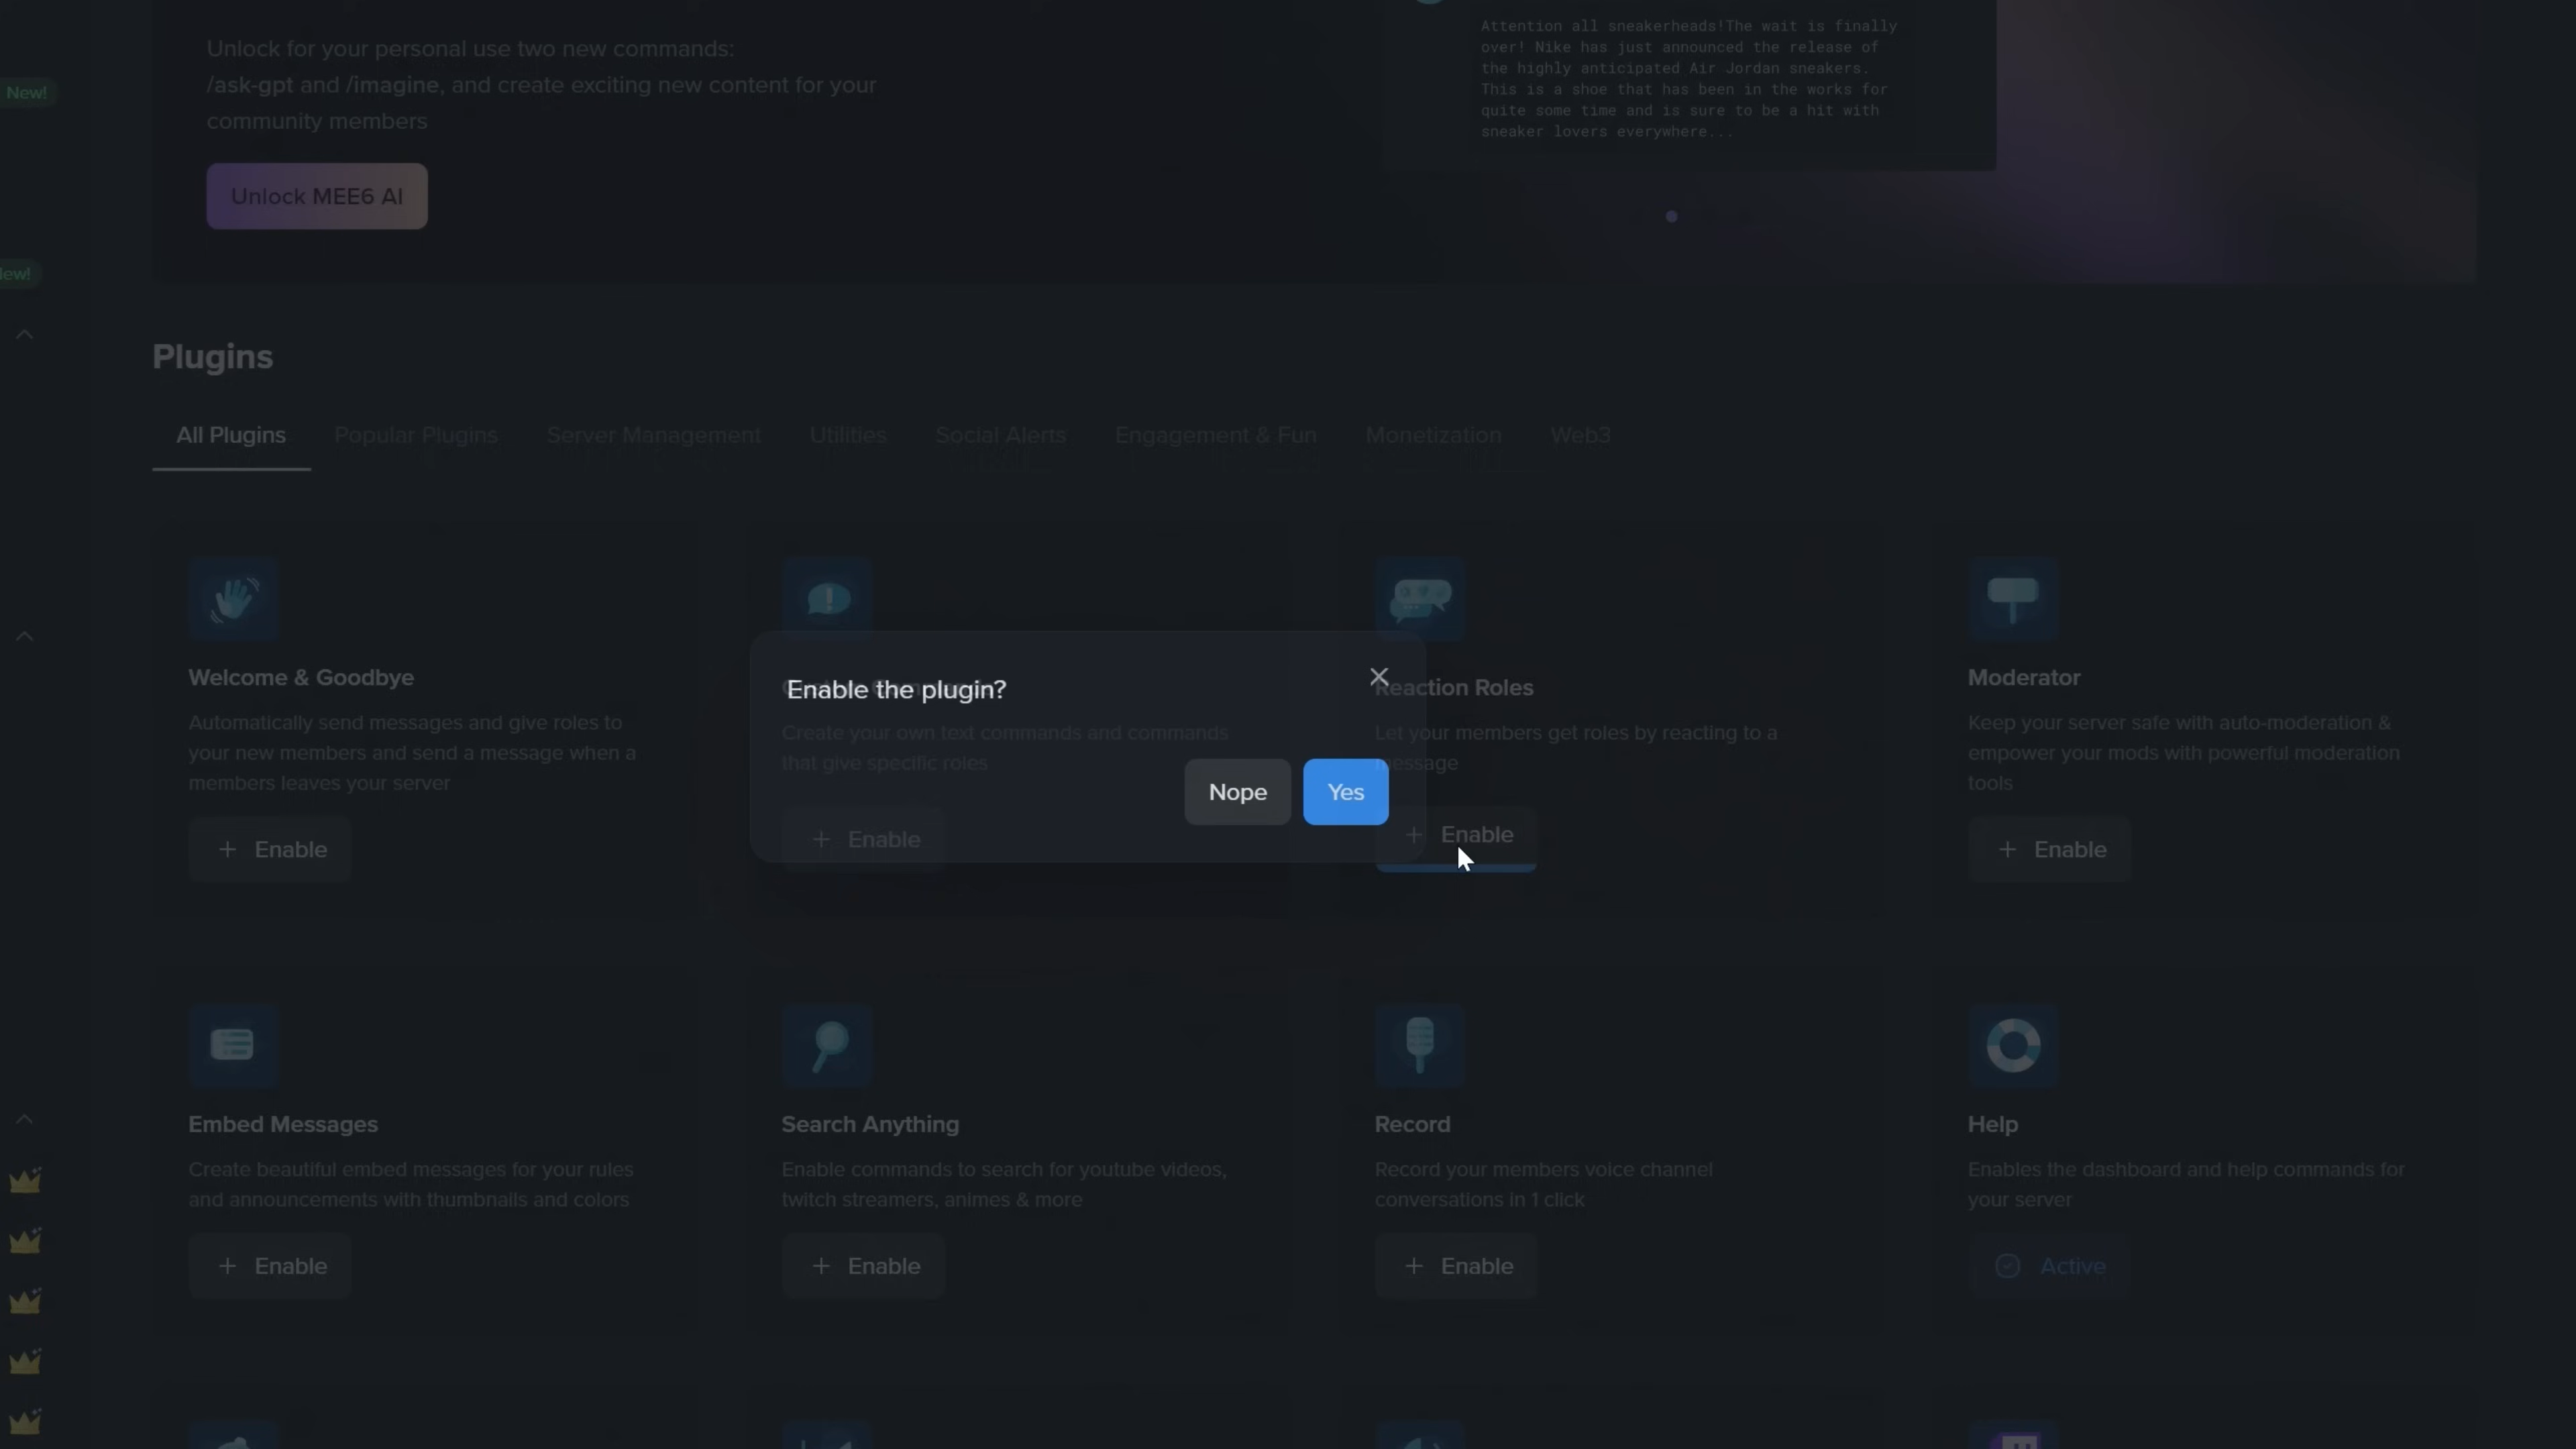 Attention all sneakerheads!The wait is finally
over! Nike has just announced the release of
the highly anticipated Air Jordan sneakers.
This is a shoe that has been in the works for
quite some time and is sure to be a hit with
sneaker lovers everywhere...
Unlock for your personal use two new commands:
/ask-gpt and /imagine, and create exciting new content for your
community members
New!
Unlock MEE6 AI
Plugins
All Plugins Popular Plugins Server Management Utilities Social Alerts Engagement & Fun Monetization Web3
Welcome & Goodbye
Automatically send messages and give roles to
your new members and send a message when a
members leaves your server
+ Enable
Enable the plugin?
Create your own text commands and commands
that give specific roles
Nope
Yes
+ Enable
Reaction Roles
Let your members get roles by reacting to a
message
+ Enable
Moderator
Keep your server safe with auto-moderation &
empower your mods with powerful moderation
tools
+ Enable
Embed Messages
Create beautiful embed messages for your rules
and announcements with thumbnails and colors
+ Enable
Search Anything
Enable commands to search for youtube videos,
twitch streamers, animes & more
+ Enable
Record
Record your members voice channel
conversations in 1 click
+ Enable
Help
Enables the dashboard and help commands for
your server
Active